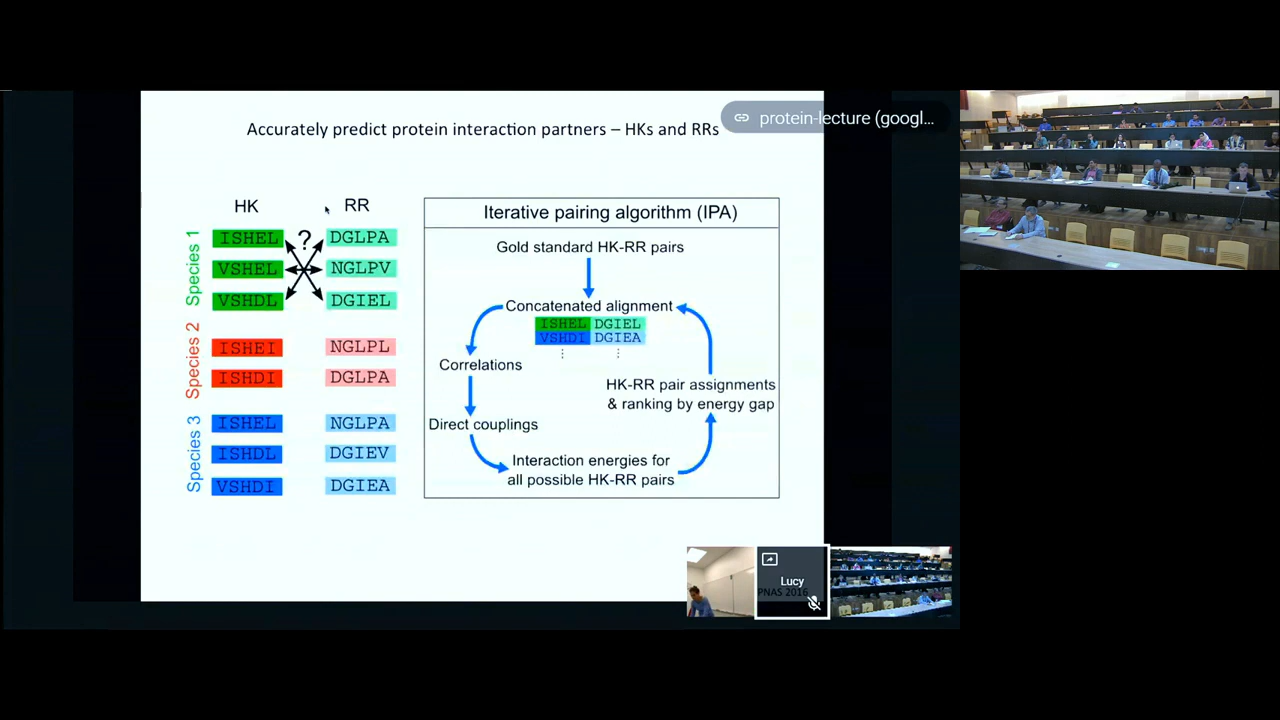 Accurately predict protein interaction partners – HKs and RRs
protein-lecture (googl...
HK
RR
Species 1
ISHEL
?
DGLPA
VSHEL
NGLPV
VSHDL
DGIEL
Species 2
ISHEI
NGLPL
ISHDI
DGLPA
Species 3
ISHEL
NGLPA
ISHDL
DGIEV
VSHDI
DGIEA
Iterative pairing algorithm (IPA)
Gold standard HK-RR pairs
Concatenated alignment
ISHEL DGIEL
VSHDI DGIEA
Correlations
HK-RR pair assignments
& ranking by energy gap
Direct couplings
Interaction energies for
all possible HK-RR pairs
Lucy
PNAS 2016